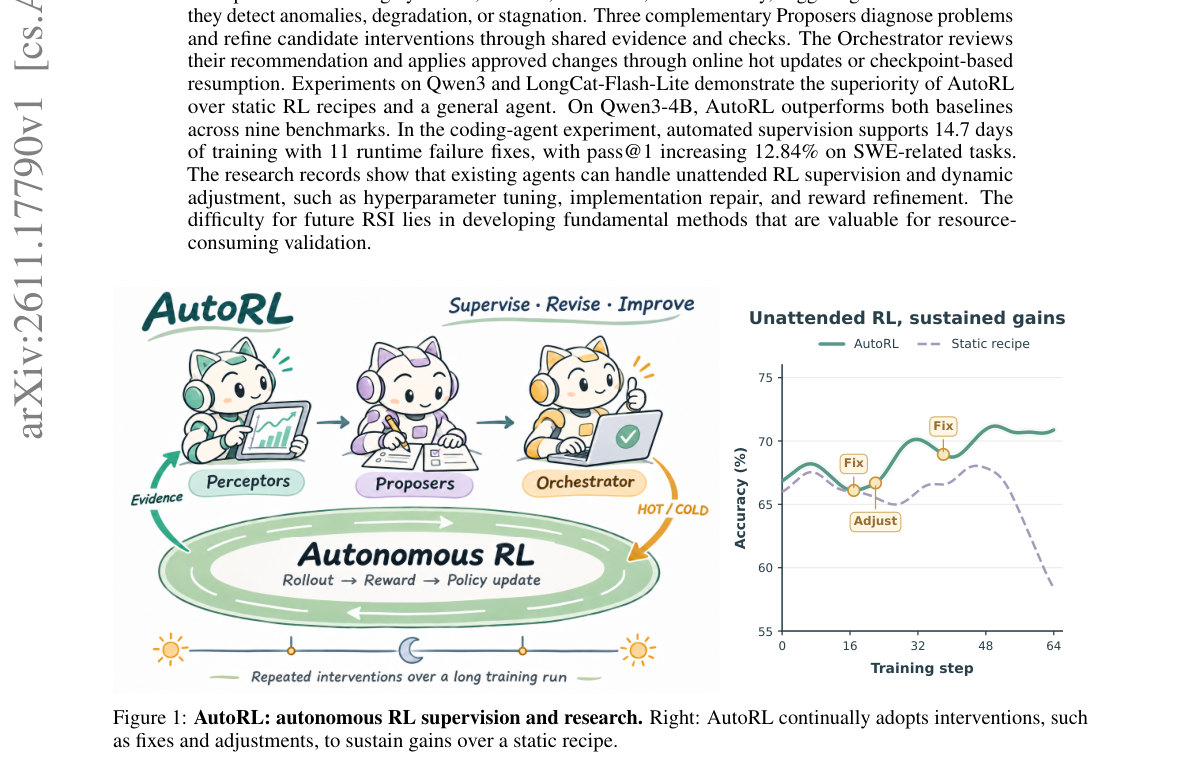 they detect anomalies, degradation, or stagnation. Three complementary Proposers diagnose problems
and refine candidate interventions through shared evidence and checks. The Orchestrator reviews
their recommendation and applies approved changes through online hot updates or checkpoint-based
resumption. Experiments on Qwen3 and LongCat-Flash-Lite demonstrate the superiority of AutoRL
over static RL recipes and a general agent. On Qwen3-4B, AutoRL outperforms both baselines
across nine benchmarks. In the coding-agent experiment, automated supervision supports 14.7 days
of training with 11 runtime failure fixes, with pass@1 increasing 12.84% on SWE-related tasks.
The research records show that existing agents can handle unattended RL supervision and dynamic
adjustment, such as hyperparameter tuning, implementation repair, and reward refinement. The
difficulty for future RSI lies in developing fundamental methods that are valuable for resource-
consuming validation.
arXiv:2611.17790v1 [cs.
AutoRL
Supervise · Revise · Improve
Perceptors
Proposers
Orchestrator
Evidence
HOT / COLD
Autonomous RL
Rollout → Reward → Policy update
Repeated interventions over a long training run
Unattended RL, sustained gains
AutoRL
Static recipe
75
70
65
60
55
Accuracy (%)
Fix
Adjust
Fix
0 16 32 48 64
Training step
Figure 1: AutoRL: autonomous RL supervision and research. Right: AutoRL continually adopts interventions, such
as fixes and adjustments, to sustain gains over a static recipe.